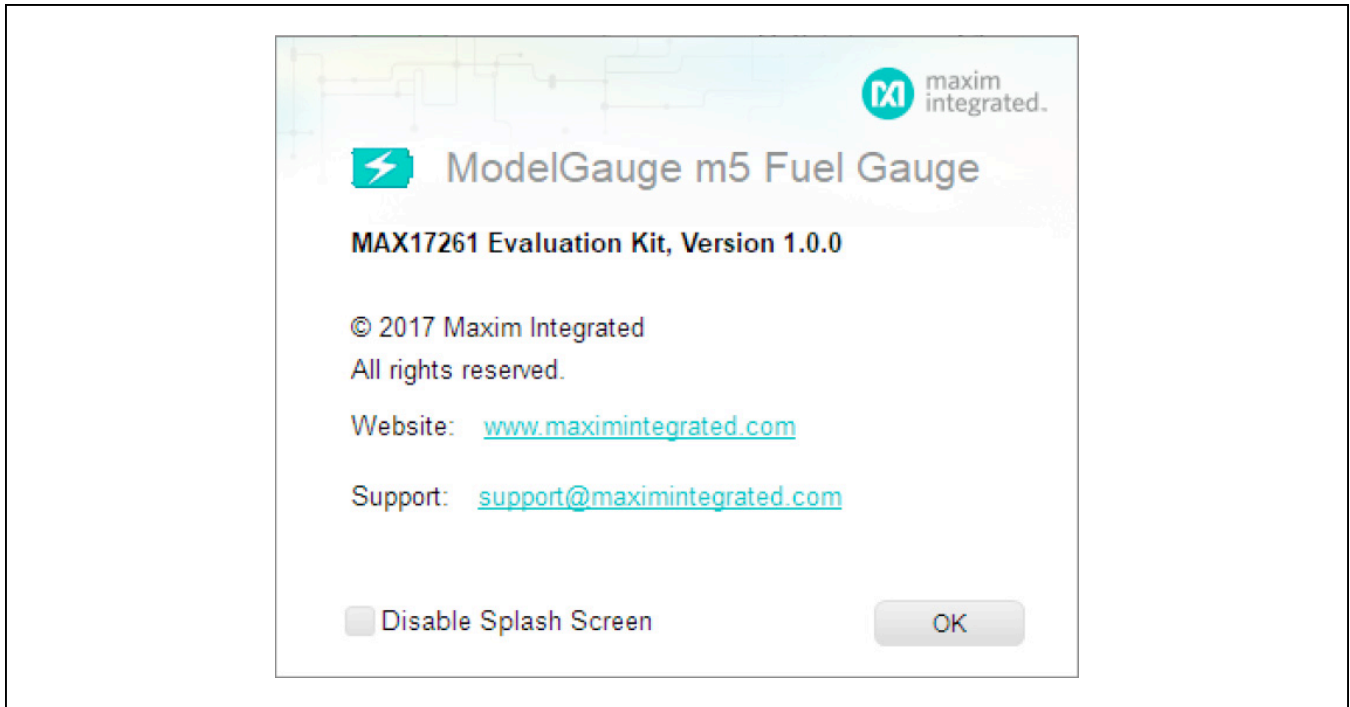 maxim
integrated™
ModelGauge m5 Fuel Gauge
MAX17261 Evaluation Kit, Version 1.0.0
© 2017 Maxim Integrated
All rights reserved.
Website: www.maximintegrated.com
Support: support@maximintegrated.com
Disable Splash Screen
OK